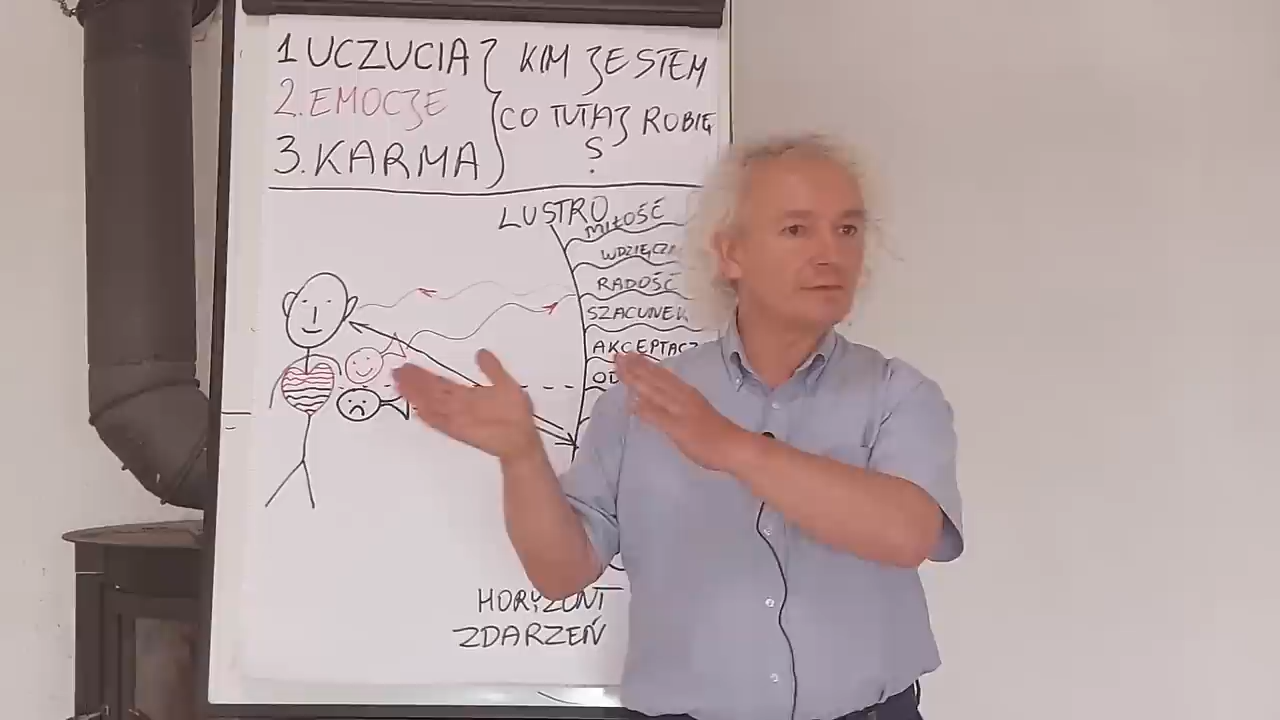 1 UCZUCIA } KIM JESTEM
2. EMOCJE
CO TUTAJ ROBIĘ
3. KARMA
?
LUSTRO
MIŁOŚĆ
RADOŚĆ
SZACUNEK
HORYZONT
ZDARZEŃ